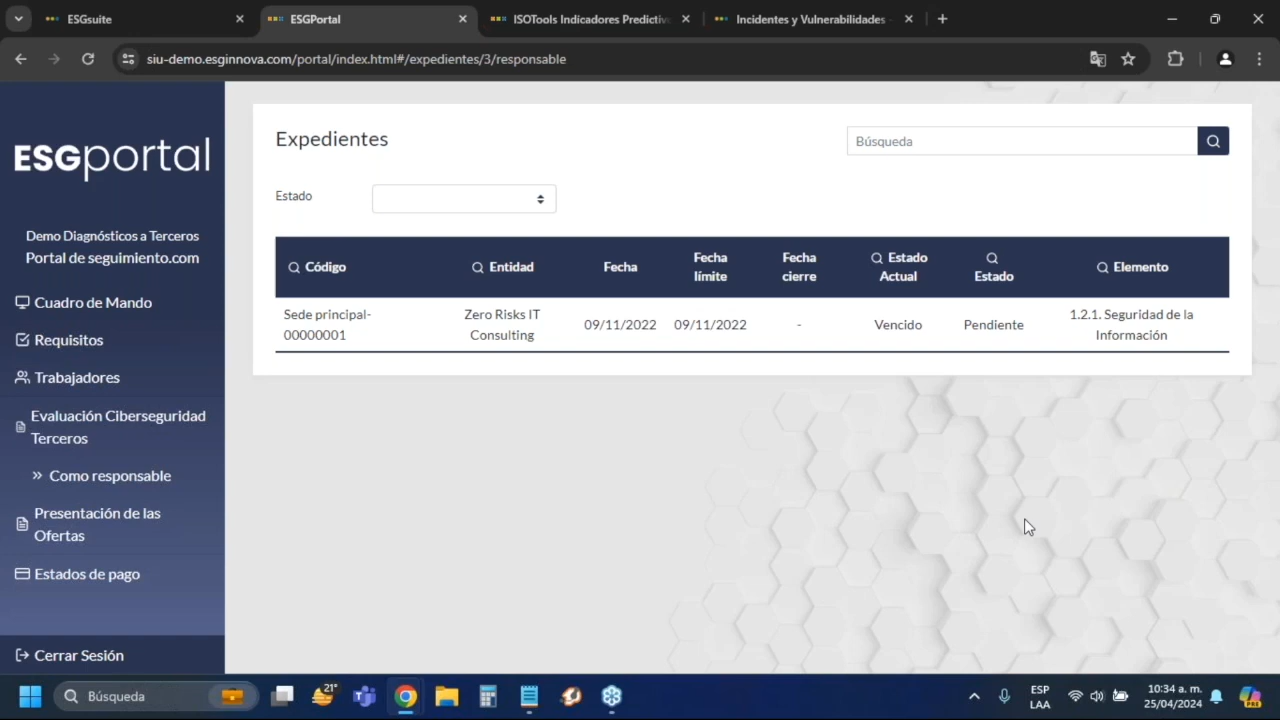 ESGsuite
ESGPortal
ISOTools Indicadores Predictiv
Incidentes y Vulnerabilidades -
siu-demo.esginnova.com/portal/index.html#/expedientes/3/responsable
ESGportal
Demo Diagnósticos a Terceros
Portal de seguimiento.com
Cuadro de Mando
Requisitos
Trabajadores
Evaluación Ciberseguridad
Terceros
Como responsable
Presentación de las
Ofertas
Estados de pago
Cerrar Sesión
Expedientes
Búsqueda
Estado
Código
Entidad
Fecha
Fecha
límite
Fecha
cierre
Estado
Actual
Estado
Elemento
Sede principal-
00000001
Zero Risks IT
Consulting
09/11/2022
09/11/2022
-
Vencido
Pendiente
1.2.1. Seguridad de la
Información
Búsqueda
21°
ESP
LAA
10:34 a. m.
25/04/2024
PRE